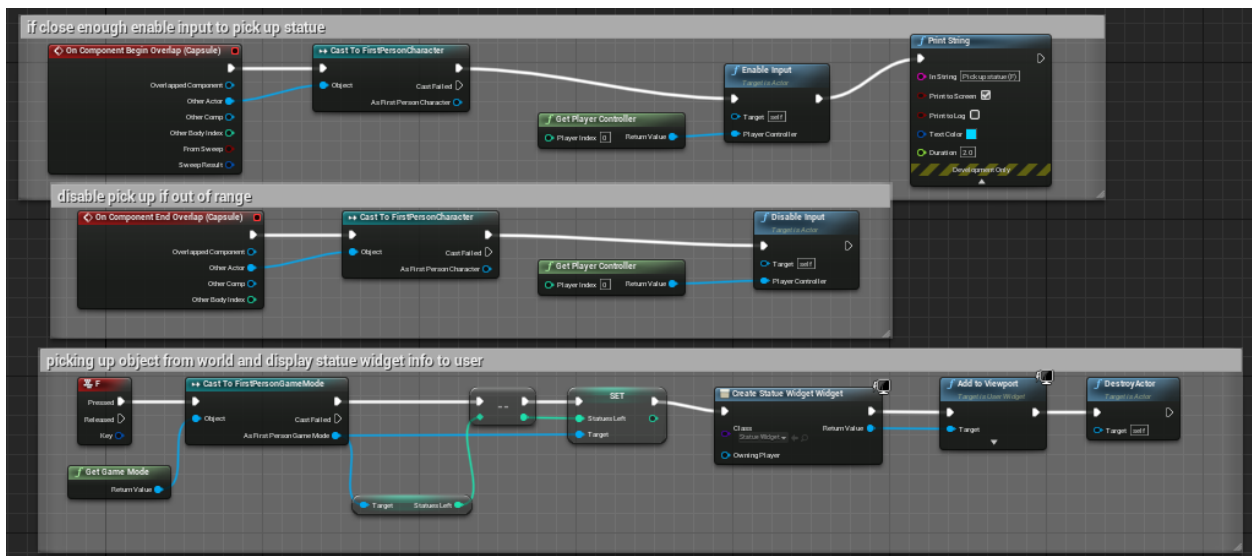 if close enough enable input to pick up statue
On Component Begin Overlap (Capsule)
Overlapped Component
Other Actor
Other Comp
Other Body Index
From Sweep
Sweep Result
Cast To FirstPersonCharacter
Object
Cast Failed
As First Person Character
Get Player Controller
Player Index 0
Return Value
Enable Input
Target is Actor
Target self
Player Controller
Print String
In String Pick up statue (F)
Print to Screen
Print to Log
Text Color
Duration 2.0
Development Only
disable pick up if out of range
On Component End Overlap (Capsule)
Overlapped Component
Other Actor
Other Comp
Other Body Index
Cast To FirstPersonCharacter
Object
Cast Failed
As First Person Character
Get Player Controller
Player Index 0
Return Value
Disable Input
Target is Actor
Target self
Player Controller
picking up object from world and display statue widget info to user
F
Pressed
Released
Key
Get Game Mode
Return Value
Cast To FirstPersonGameMode
Object
Cast Failed
As First Person Game Mode
Target
Statues Left
--
SET
Statues Left
Target
Create Statue Widget Widget
Class
Statue Widget
Return Value
Owning Player
Add to Viewport
Target is User Widget
Target
DestroyActor
Target is Actor
Target self